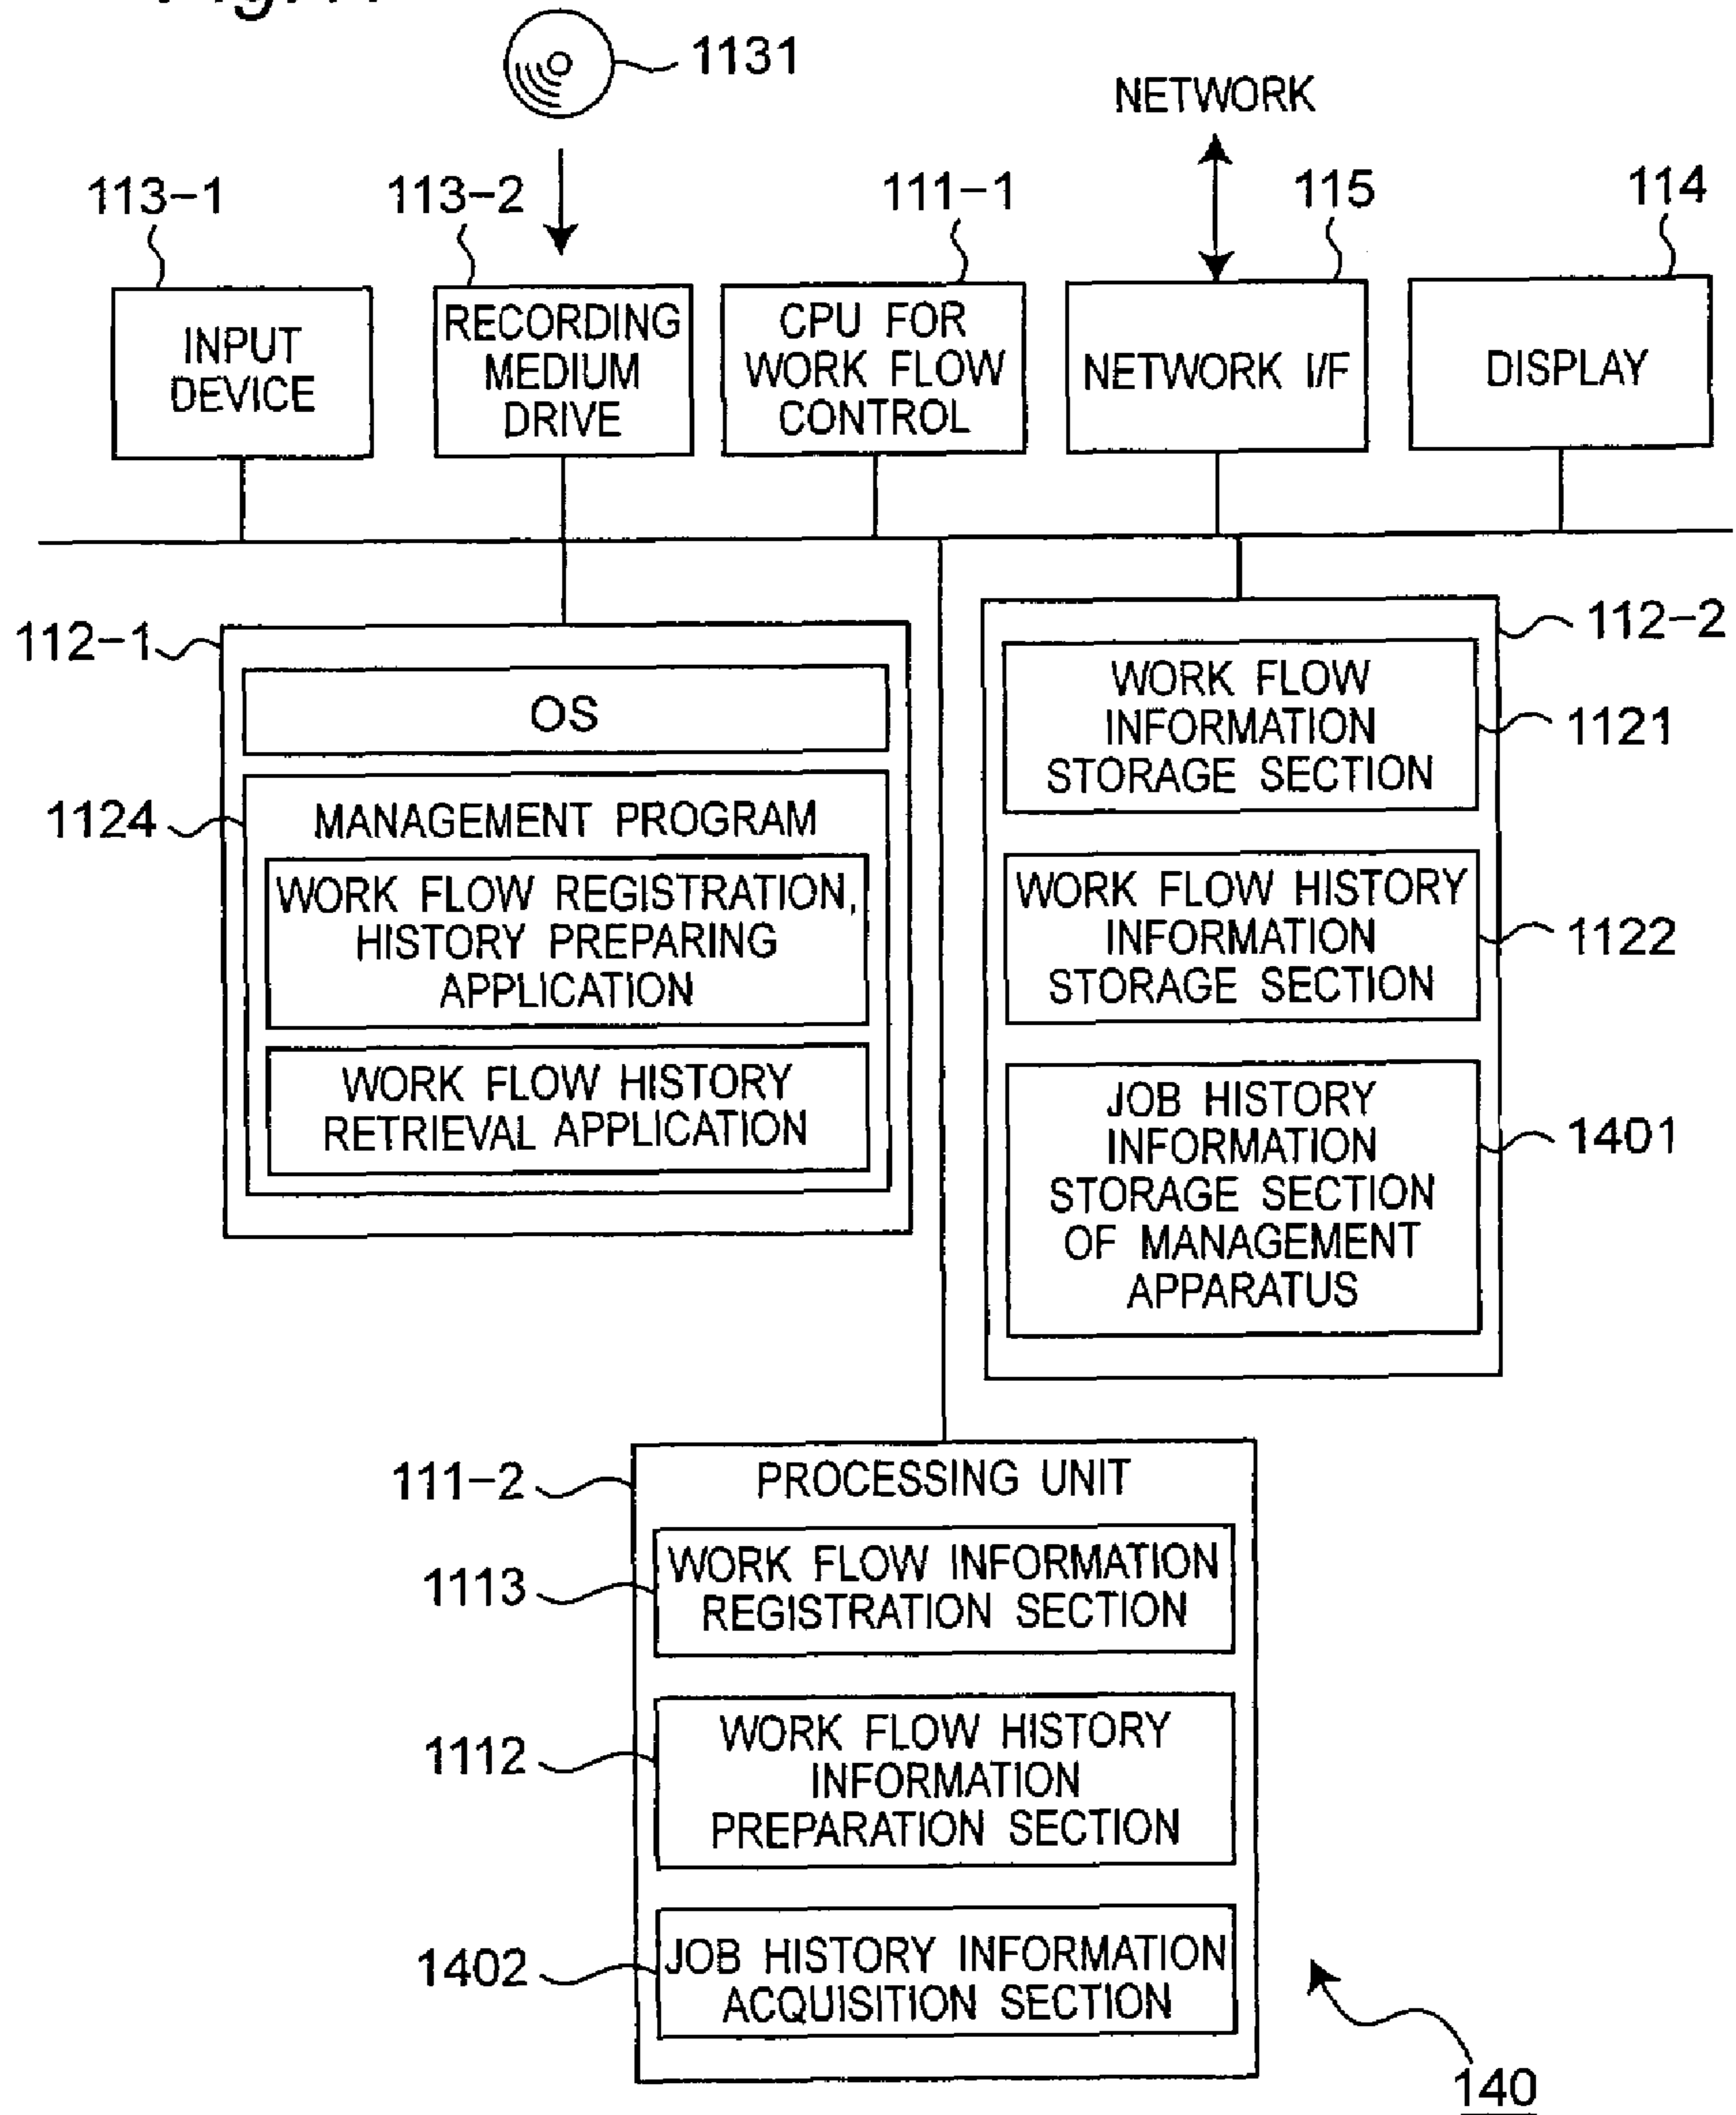 1131
NETWORK
113-1
113-2
111-1
115
114
INPUT
DEVICE
RECORDING
MEDIUM
DRIVE
CPU FOR
WORK FLOW
CONTROL
NETWORK I/F
DISPLAY
112-1
OS
1124
MANAGEMENT PROGRAM
WORK FLOW REGISTRATION,
HISTORY PREPARING
APPLICATION
WORK FLOW HISTORY
RETRIEVAL APPLICATION
112-2
WORK FLOW
INFORMATION
STORAGE SECTION
1121
WORK FLOW HISTORY
INFORMATION
STORAGE SECTION
1122
JOB HISTORY
INFORMATION
STORAGE SECTION
OF MANAGEMENT
APPARATUS
1401
111-2
PROCESSING UNIT
1113
WORK FLOW INFORMATION
REGISTRATION SECTION
1112
WORK FLOW HISTORY
INFORMATION
PREPARATION SECTION
1402
JOB HISTORY INFORMATION
ACQUISITION SECTION
140